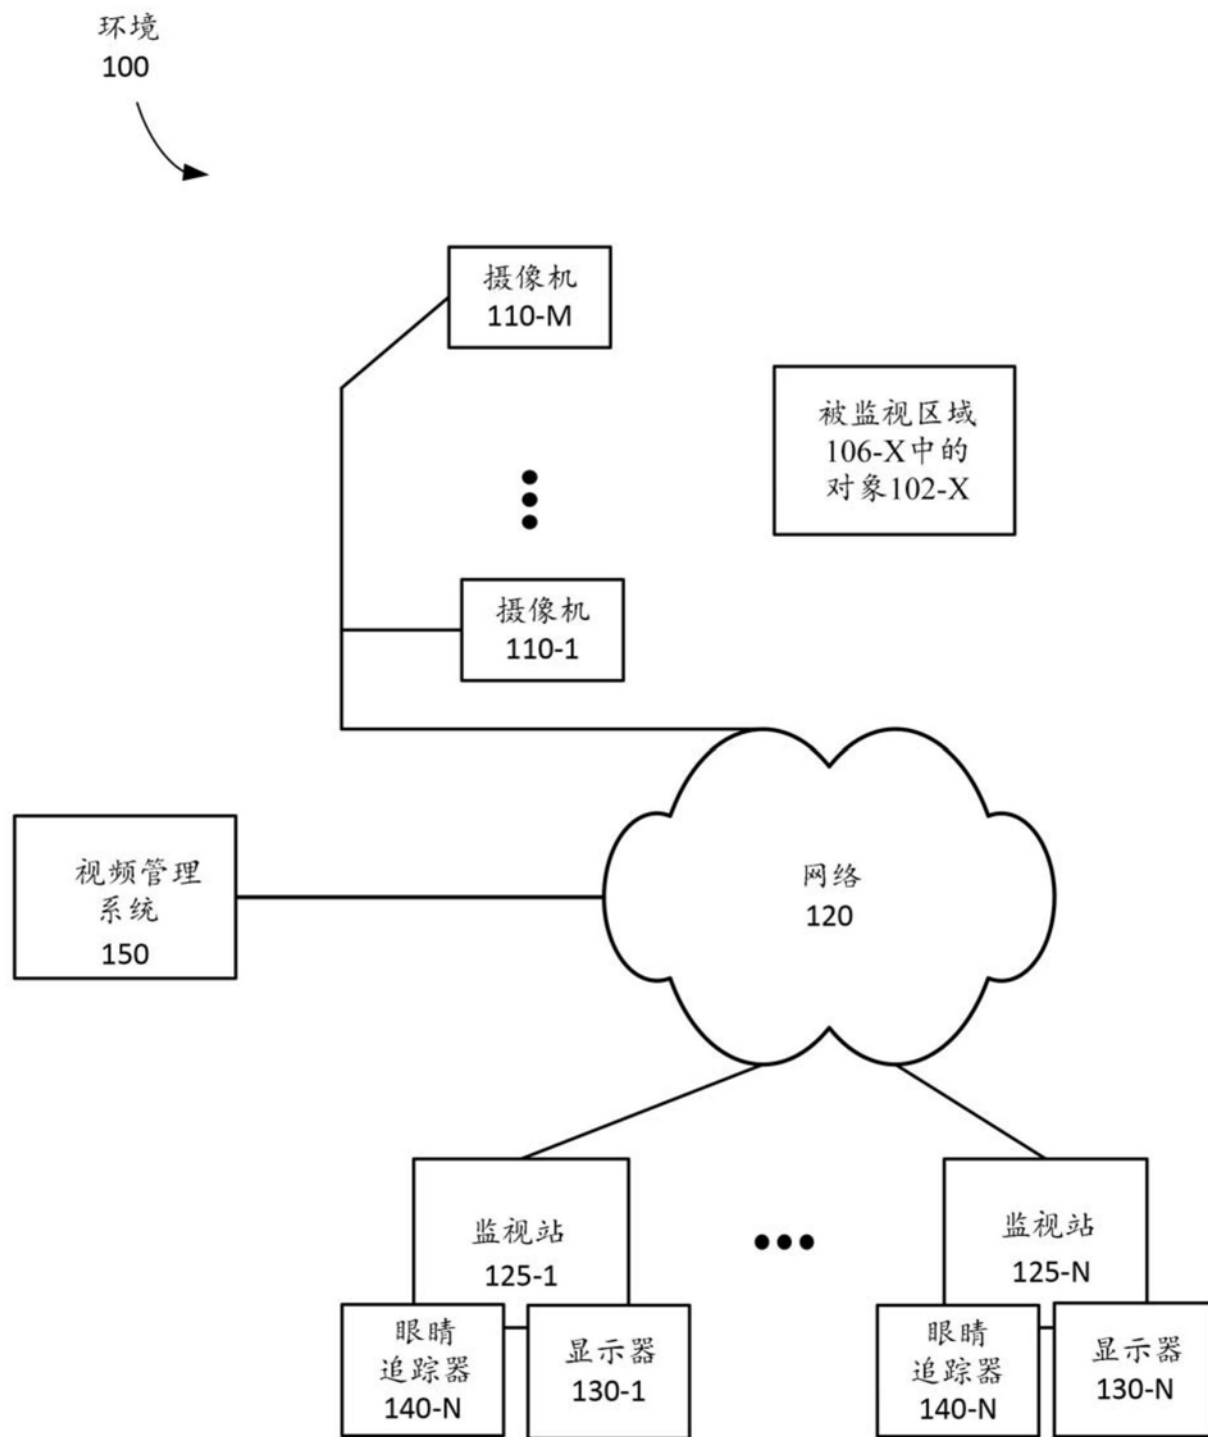 环境
100
摄像机
110-M
被监视区域
106-X中的
对象102-X
摄像机
110-1
视频管理
系统
150
网络
120
监视站
125-1
眼睛
追踪器
140-N
显示器
130-1
监视站
125-N
眼睛
追踪器
140-N
显示器
130-N